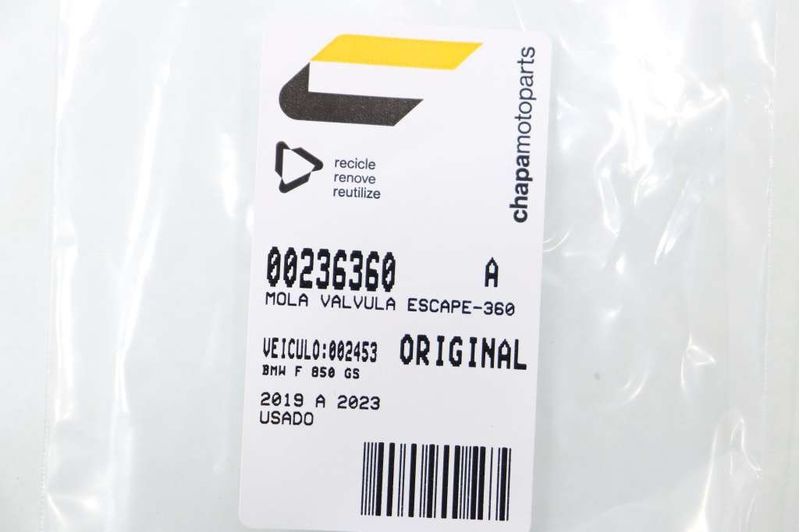 chapamotoparts
recicle
renove
reutilize
00236360 A
MOLA VALVULA ESCAPE-360
VEICULO:002453 ORIGINAL
BMW F 850 GS
2019 A 2023
USADO